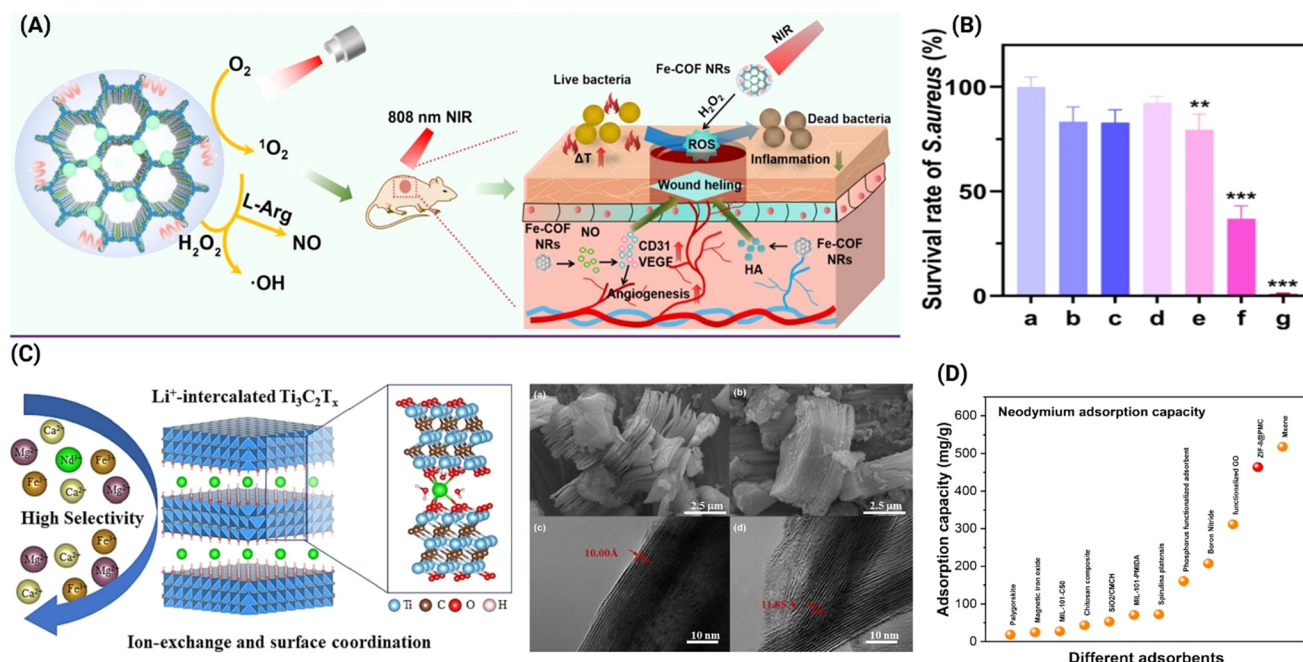 (A)
O₂
¹O₂
L-Arg
H₂O₂
NO
·OH
808 nm NIR
NIR
Fe-COF NRs
Live bacteria
H₂O₂
Dead bacteria
ROS
ΔT
Inflammation
Wound heling
Fe-COF
NRs
NO
CD31
VEGF
HA
Fe-COF
NRs
Angiogenesis
(B)
Survival rate of S.aureus (%)
100
50
0
**
***
***
a b c d e f g
(C)
Li⁺-intercalated Ti₃C₂Tₓ
Ca²⁺
Mg²⁺
Nd³⁺
Fe³⁺
Fe³⁺
Ca²⁺
Mg²⁺
High Selectivity
Fe³⁺
Ca²⁺
Mg²⁺
Ca²⁺
Fe³⁺
Ti C O H
Ion-exchange and surface coordination
(a)
2.5 μm
(b)
2.5 μm
(c)
10.00Å
10 nm
(d)
11.85 Å
10 nm
(D)
Neodymium adsorption capacity
Adsorption capacity (mg/g)
600
500
400
300
200
100
0
Palygorskite
Magnetic iron oxide
MIL-101-C50
Chitosan composite
SiO2/CMCH
MIL-101-PMIDA
Spirulina platensis
Phosphorus functionalized adsorbent
Boron Nitride
functionalized GO
ZIF-8@PMC
Mxene
Different adsorbents